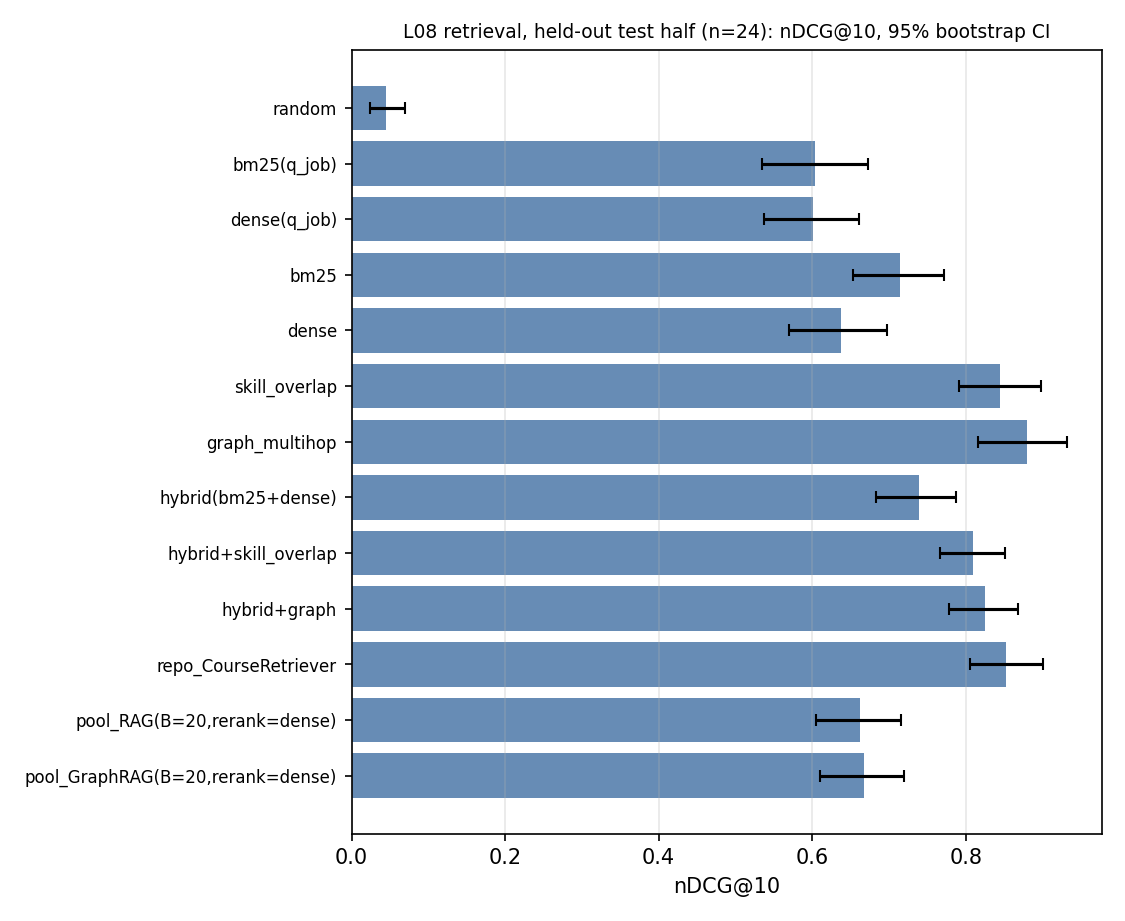 L08 retrieval, held-out test half (n=24): nDCG@10, 95% bootstrap CI
random
bm25(q_job)
dense(q_job)
bm25
dense
skill_overlap
graph_multihop
hybrid(bm25+dense)
hybrid+skill_overlap
hybrid+graph
repo_CourseRetriever
pool_RAG(B=20,rerank=dense)
pool_GraphRAG(B=20,rerank=dense)
0.0 0.2 0.4 0.6 0.8
nDCG@10